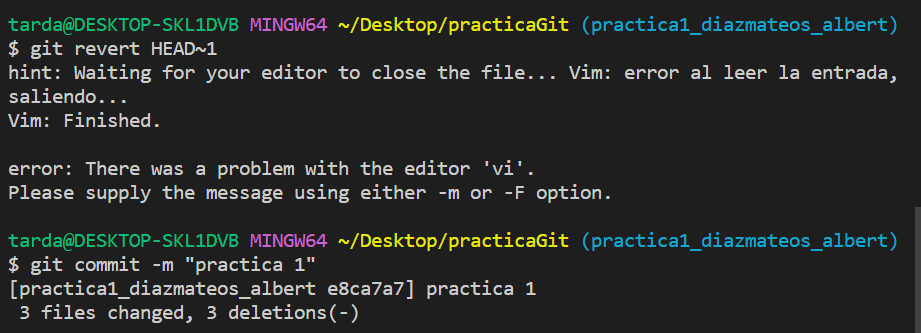 tarda@DESKTOP-SKL1DVB MINGW64 ~/Desktop/practicaGit (practica1_diazmateos_albert)
$ git revert HEAD~1
hint: Waiting for your editor to close the file... Vim: error al leer la entrada,
saliendo...
Vim: Finished.
error: There was a problem with the editor 'vi'.
Please supply the message using either -m or -F option.
tarda@DESKTOP-SKL1DVB MINGW64 ~/Desktop/practicaGit (practica1_diazmateos_albert)
$ git commit -m "practica 1"
[practica1_diazmateos_albert e8ca7a7] practica 1
 3 files changed, 3 deletions(-)